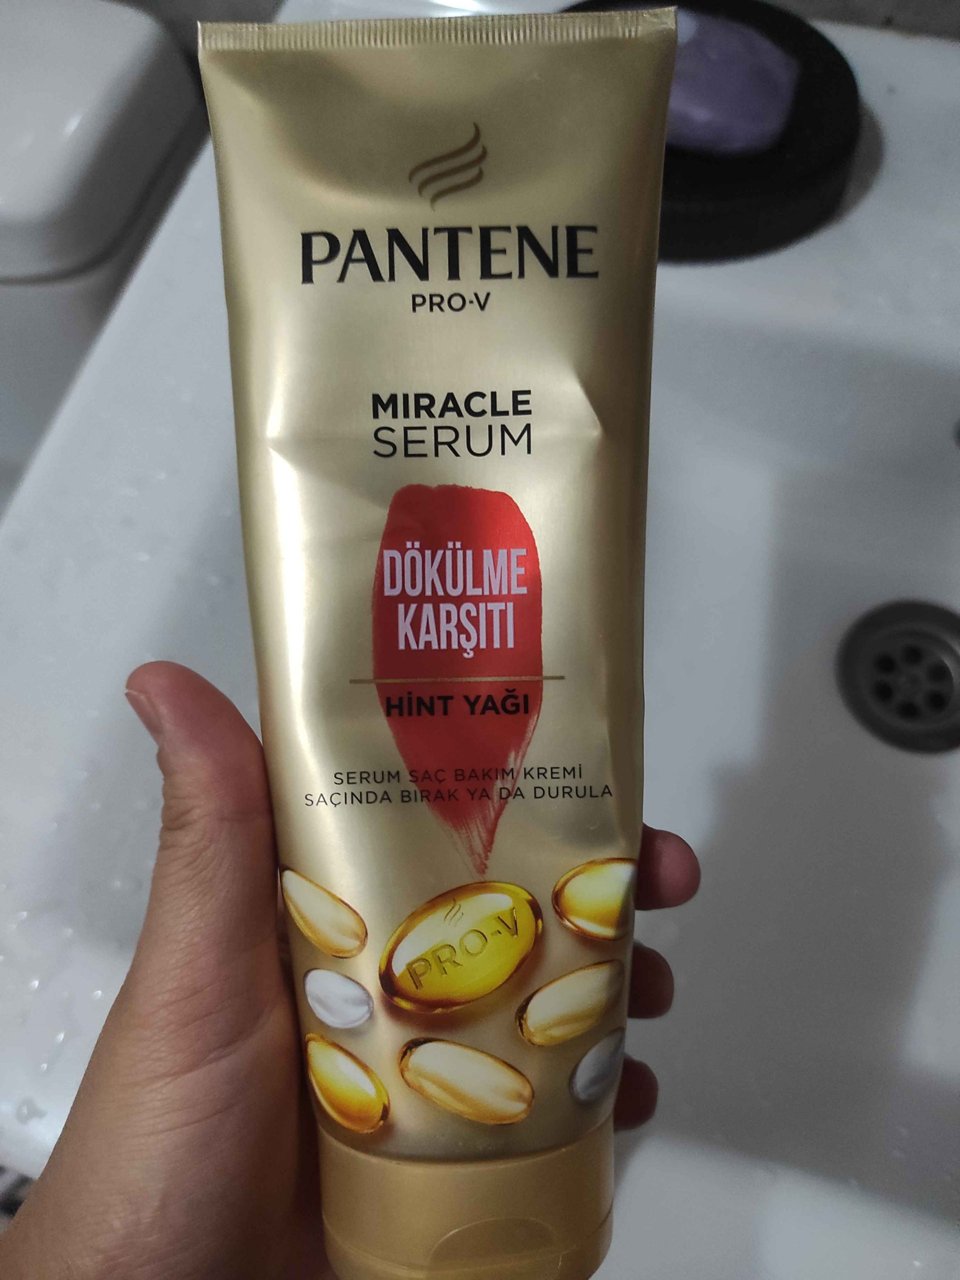 PANTENE
PRO-V
MIRACLE
SERUM
DÖKÜLME
KARŞITI
HİNT YAĞI
SERUM SAÇ BAKIM KREMİ
SAÇINDA BIRAK YA DA DURULA
PRO-V